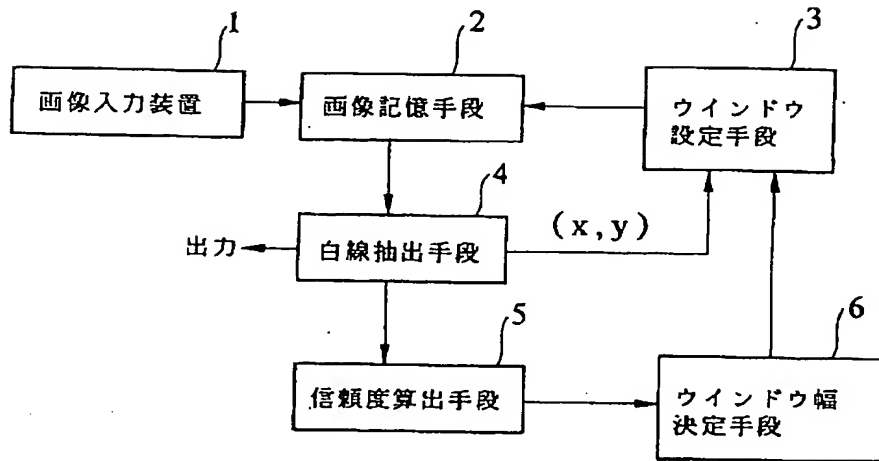 1
2
3
画像入力装置
画像記憶手段
ウインドウ
設定手段
4
(x,y)
出力
白線抽出手段
5
6
信頼度算出手段
ウインドウ幅
決定手段